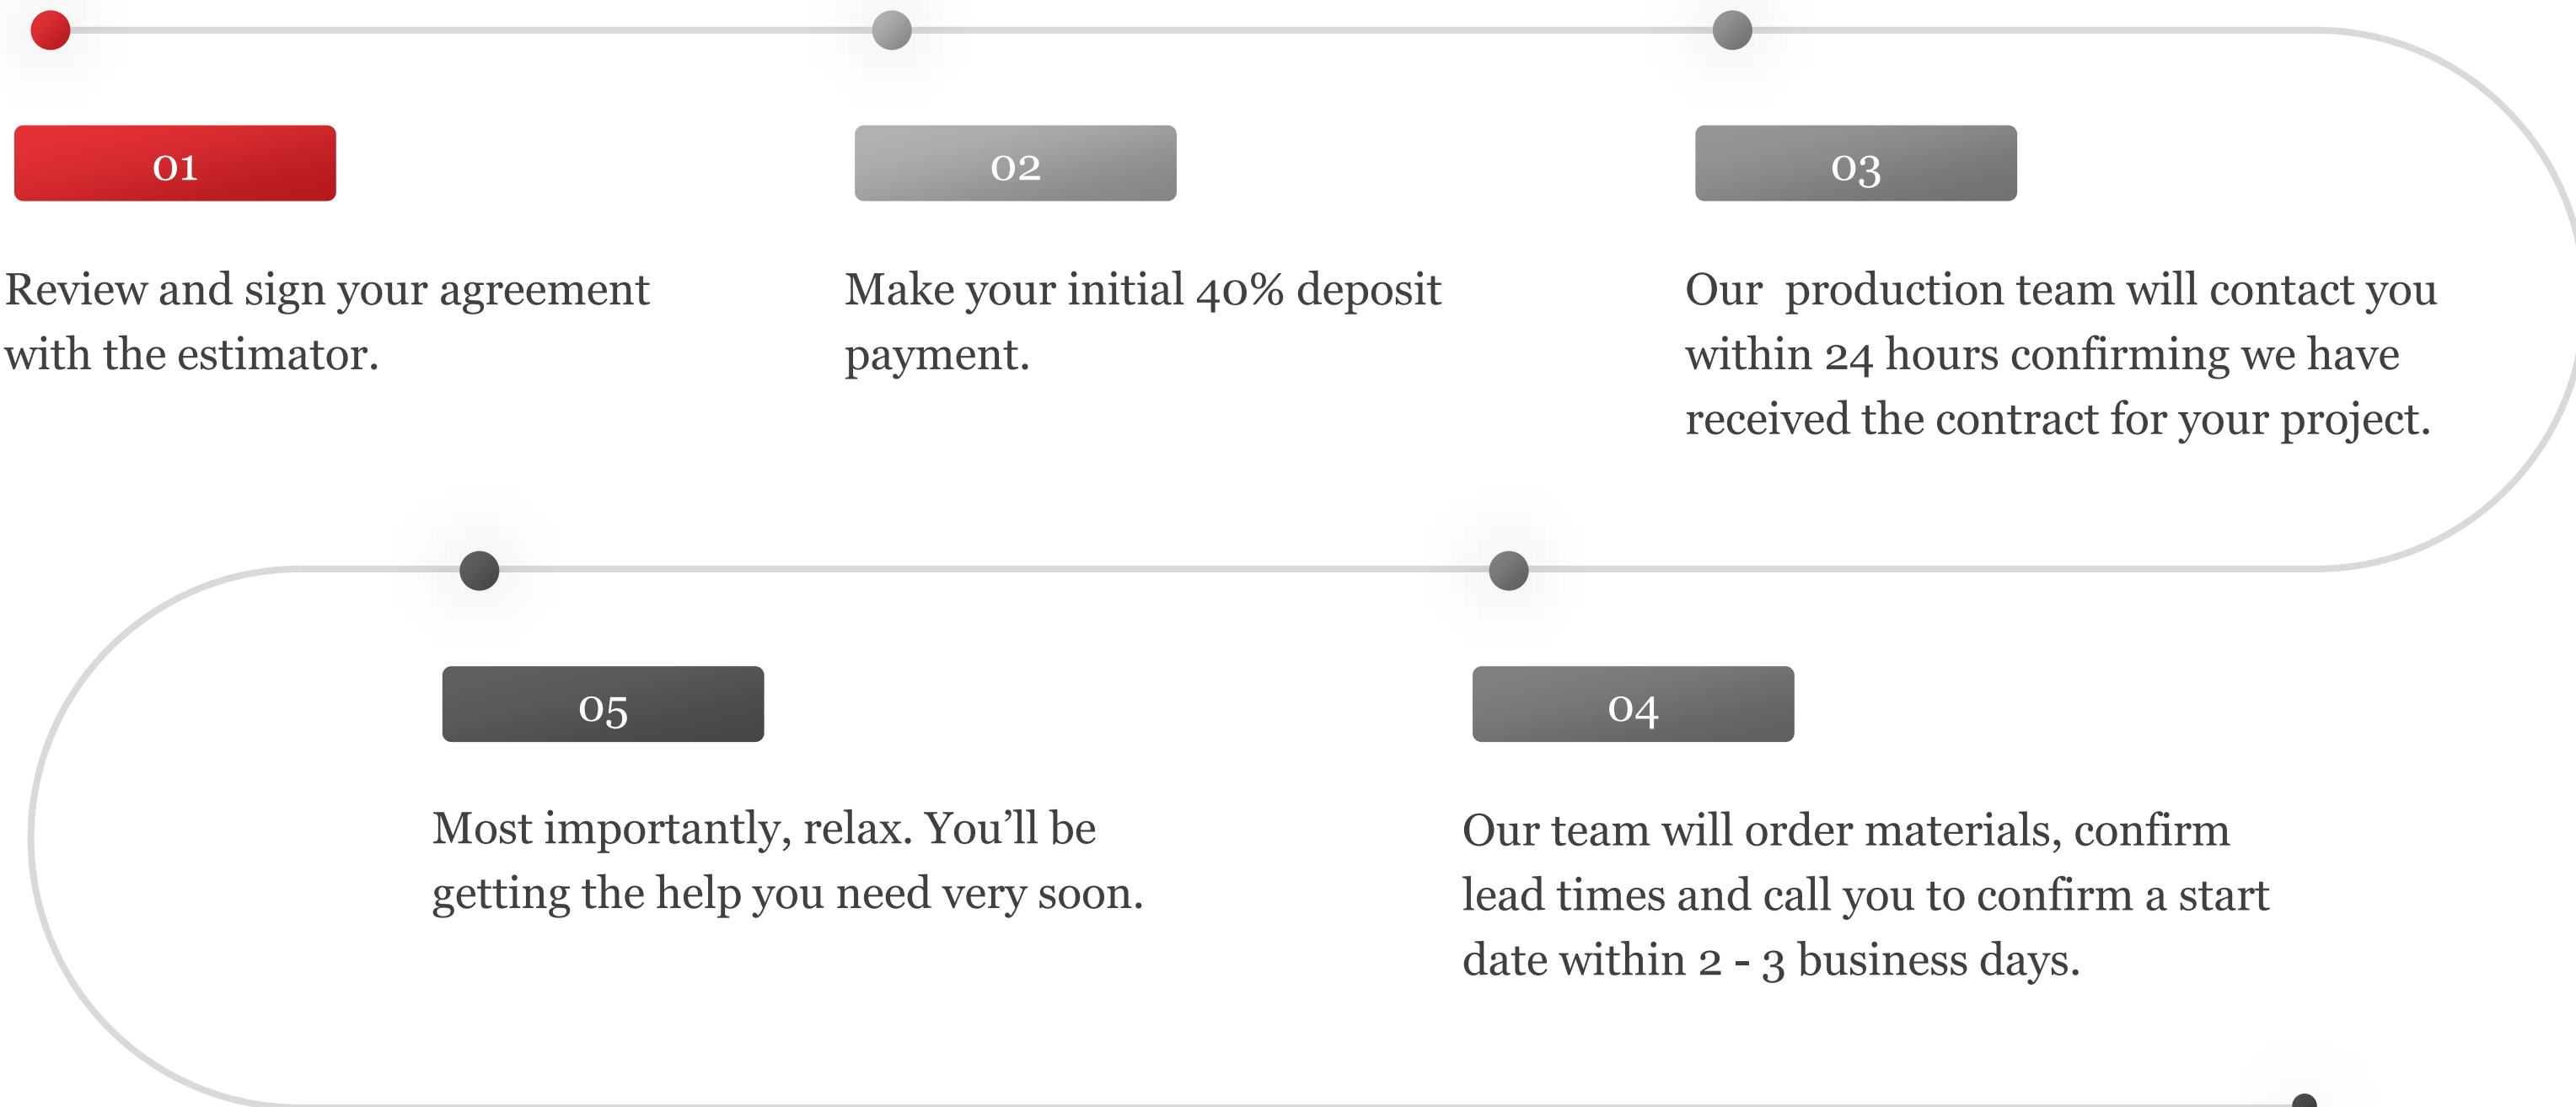 01
Review and sign your agreement
with the estimator.
02
Make your initial 40% deposit
payment.
03
Our  production team will contact you
within 24 hours confirming we have
received the contract for your project.
04
Our team will order materials, confirm
lead times and call you to confirm a start
date within 2 - 3 business days.
05
Most importantly, relax. You’ll be
getting the help you need very soon.